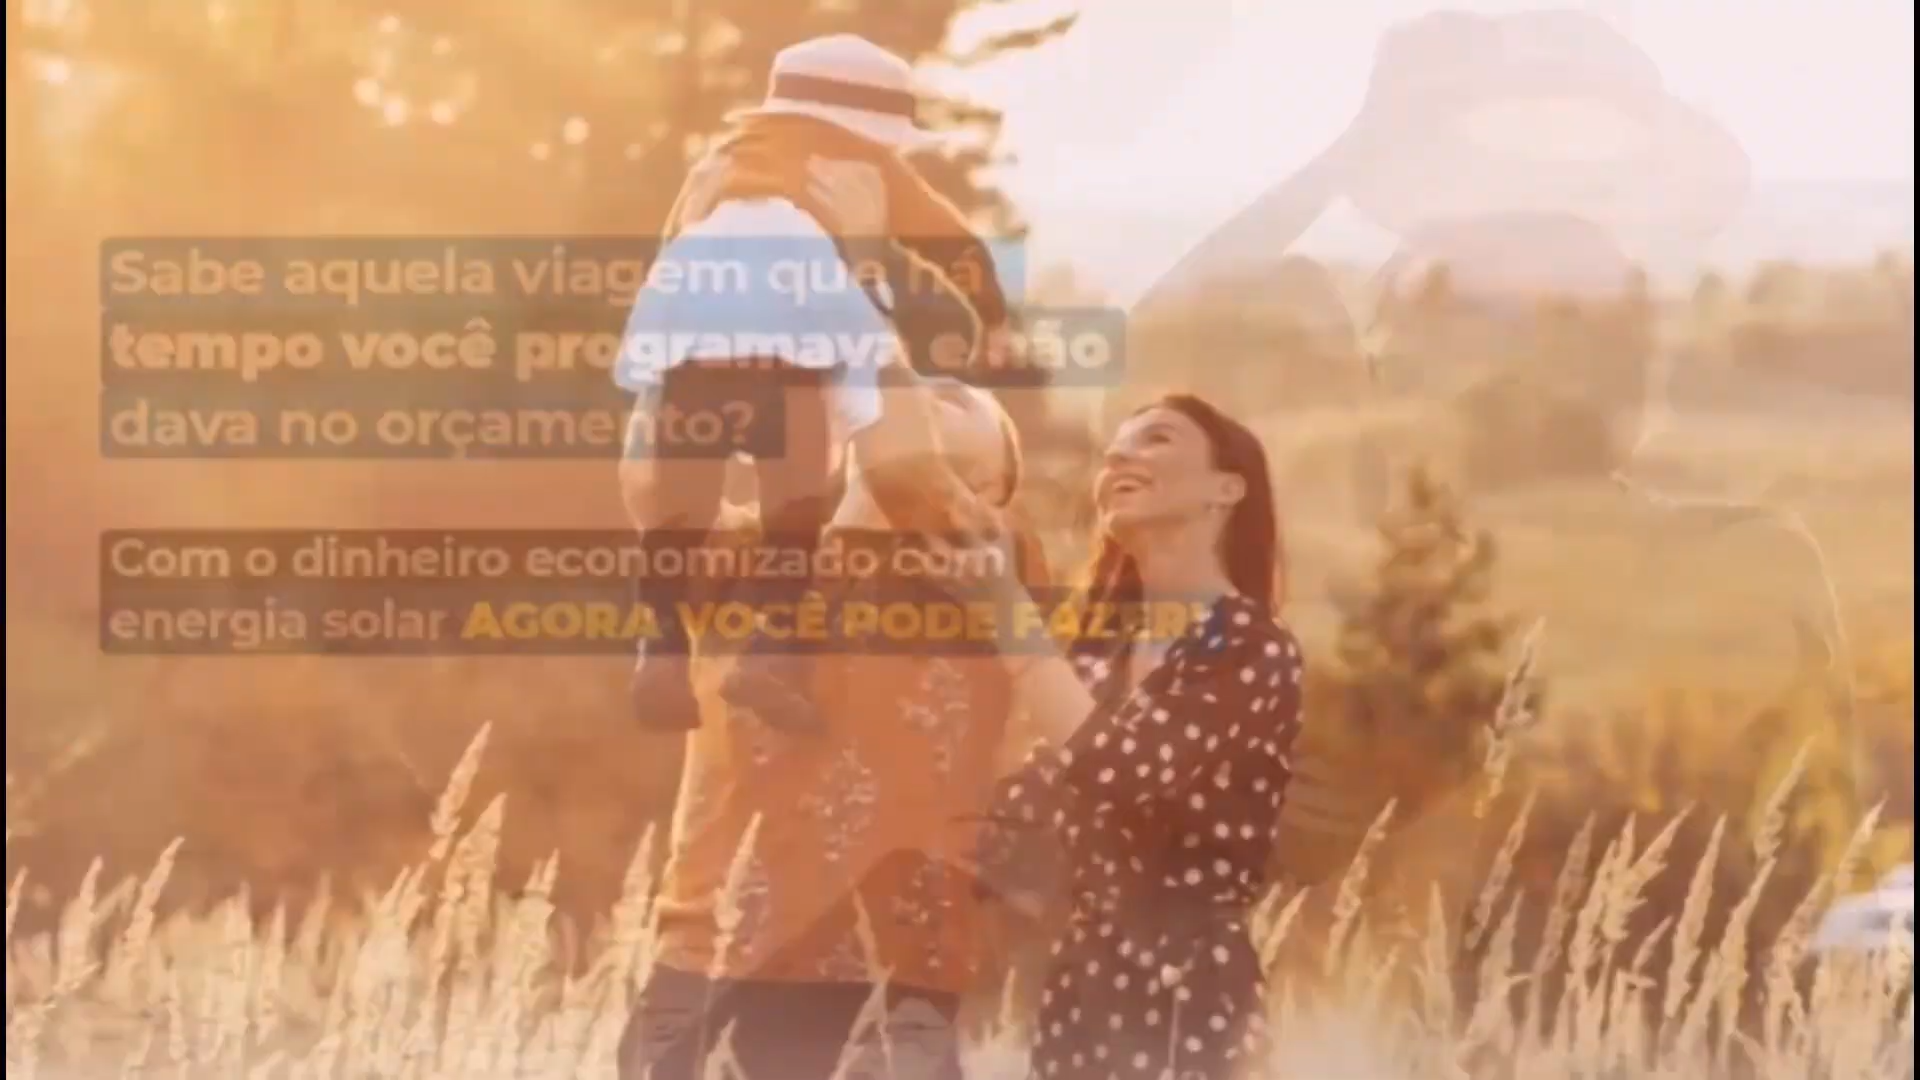 Sabe aquela viagem que há
tempo você programava e não
dava no orçamento?
Com o dinheiro economizado com
energia solar AGORA VOCÊ PODE FAZER!